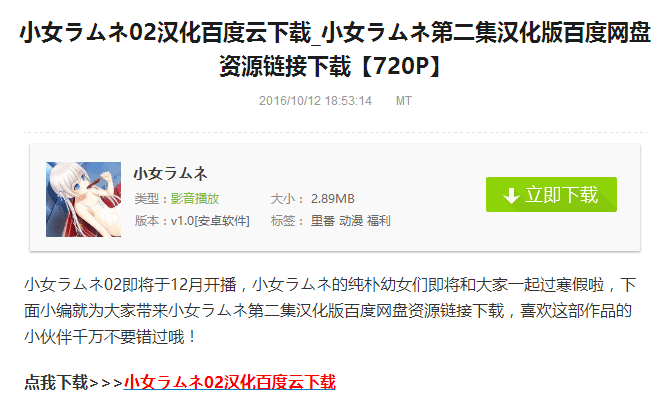 小女ラムネ02汉化百度云下载_小女ラムネ第二集汉化版百度网盘
资源链接下载【720P】
2016/10/12 18:53:14 MT
小女ラムネ
类型：影音播放 大小： 2.89MB
立即下载
版本：v1.0[安卓软件] 标签： 里番 动漫 福利
小女ラムネ02即将于12月开播，小女ラムネ的纯朴幼女们即将和大家一起过寒假啦，下
面小编就为大家带来小女ラムネ第二集汉化版百度网盘资源链接下载，喜欢这部作品的
小伙伴千万不要错过哦！
点我下载>>>小女ラムネ02汉化百度云下载